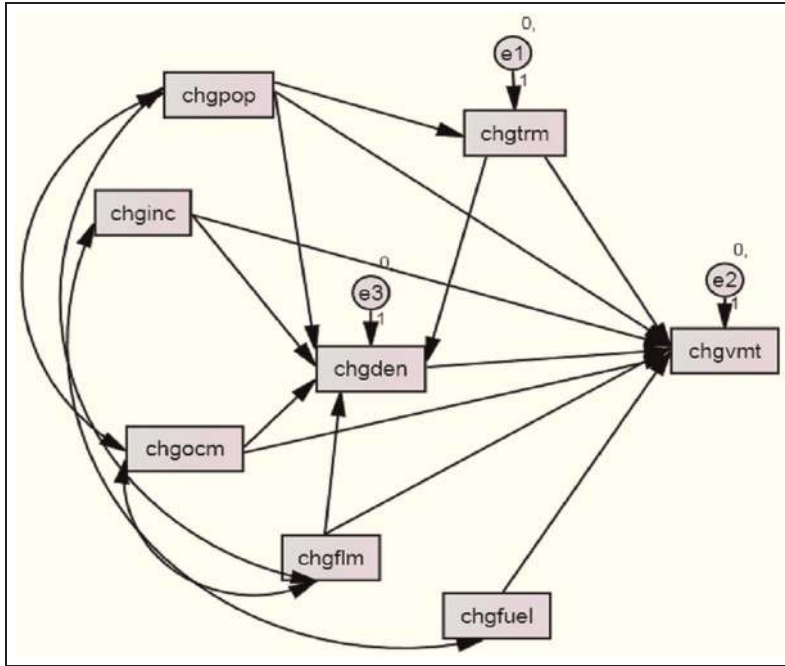 0,
e1
1
chgpop
chgtrm
chginc
0,
e3
1
0,
e2
1
chgden
chgvmt
chgocm
chgflm
chgfuel